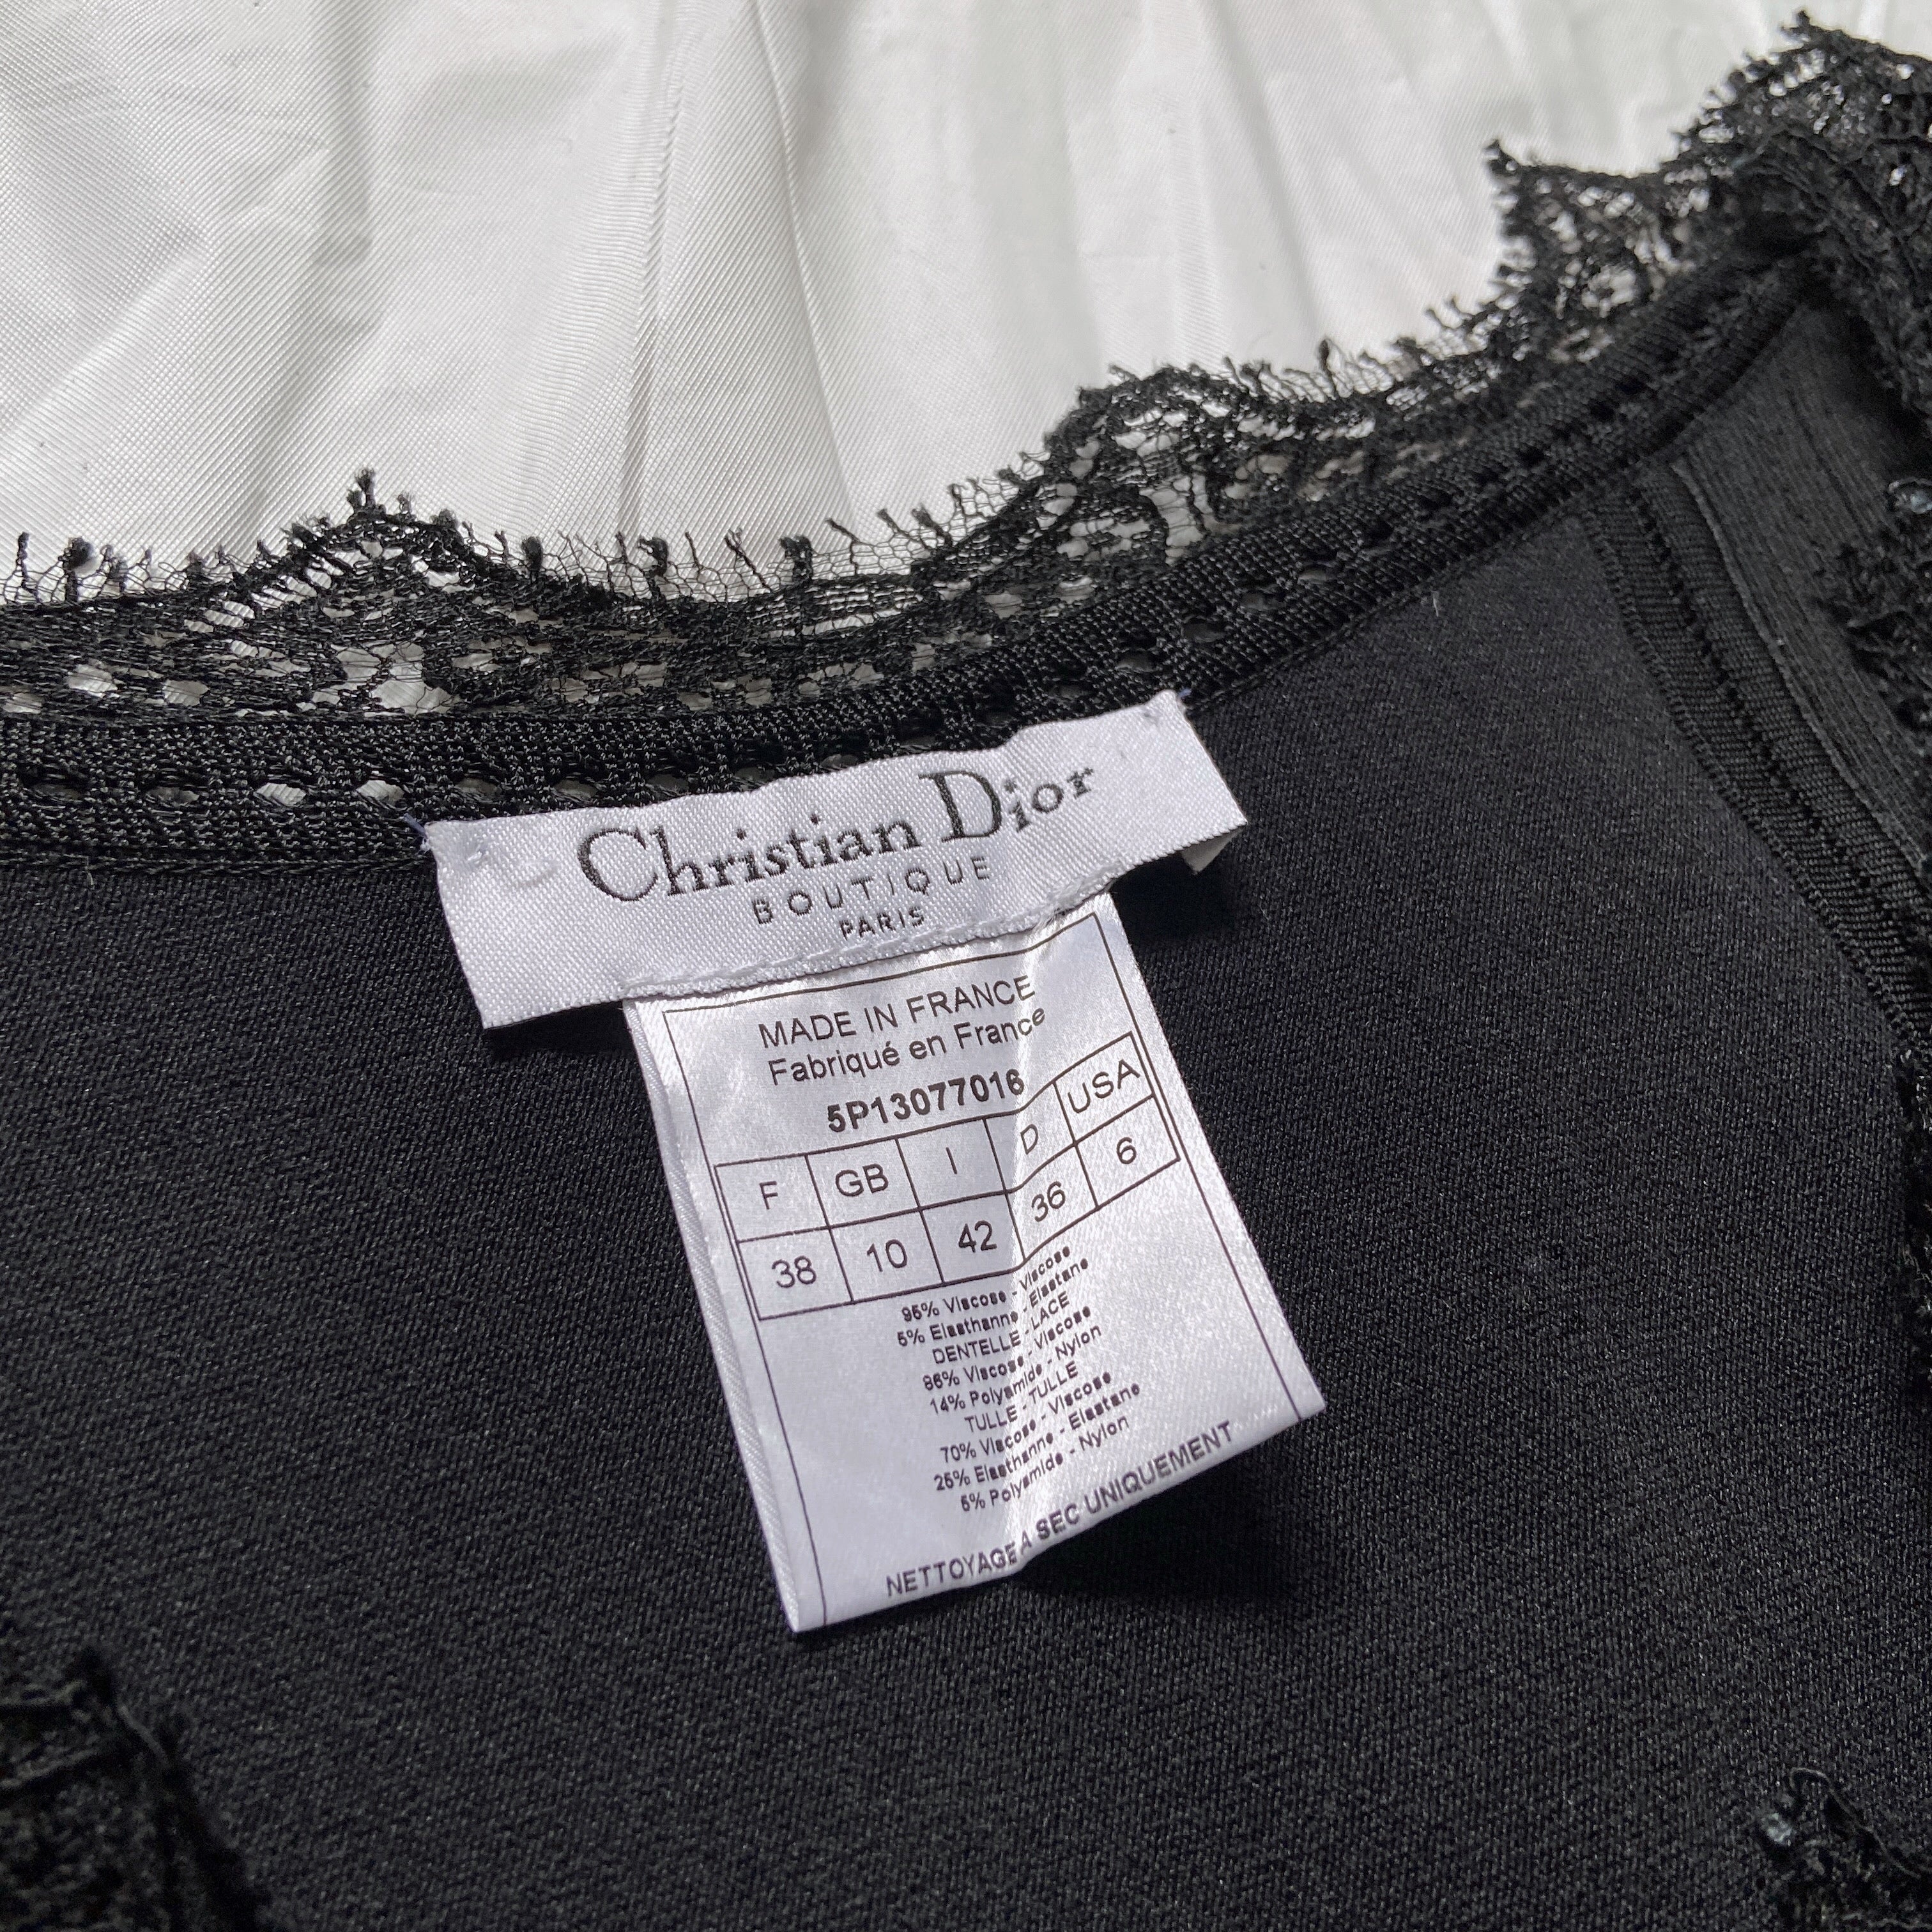 Christian Dior
BOUTIQUE
PARIS
MADE IN FRANCE
Fabriqué en France
5P13077016
F GB I D USA
38 10 42 36 6
95% Viscose - Viscose
5% Elasthanne - Elastane
DENTELLE - LACE
86% Viscose - Viscose
14% Polyamide - Nylon
TULLE - TULLE
70% Viscose - Viscose
25% Elasthanne - Elastane
5% Polyamide - Nylon
NETTOYAGE A SEC UNIQUEMENT